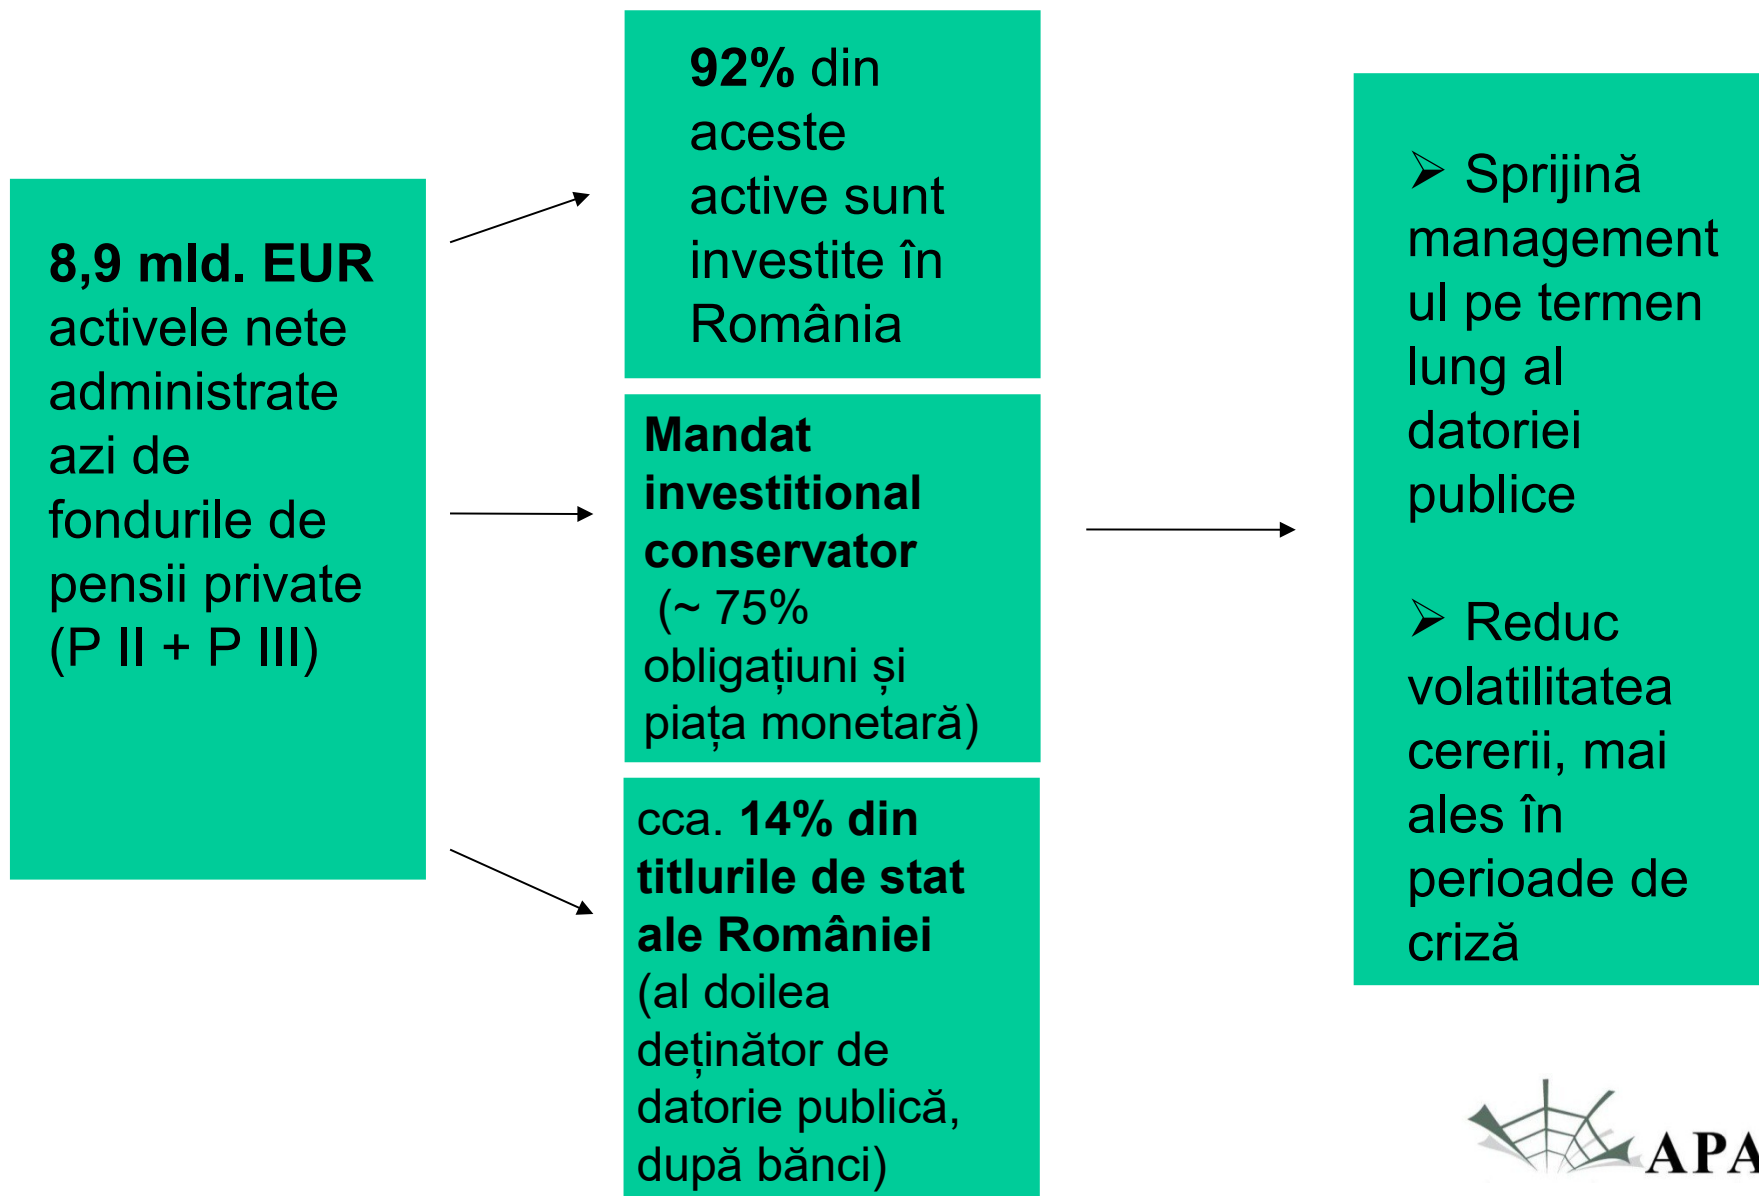 8,9 mld. EUR
activele nete
administrate
azi de
fondurile de
pensii private
(P II + P III)
92% din
aceste
active sunt
investite în
România
Mandat
investitional
conservator
(~ 75%
obligațiuni și
piața monetară)
cca. 14% din
titlurile de stat
ale României
(al doilea
deținător de
datorie publică,
după bănci)
➢ Sprijină
management
ul pe termen
lung al
datoriei
publice
➢ Reduc
volatilitatea
cererii, mai
ales în
perioade de
criză
APA